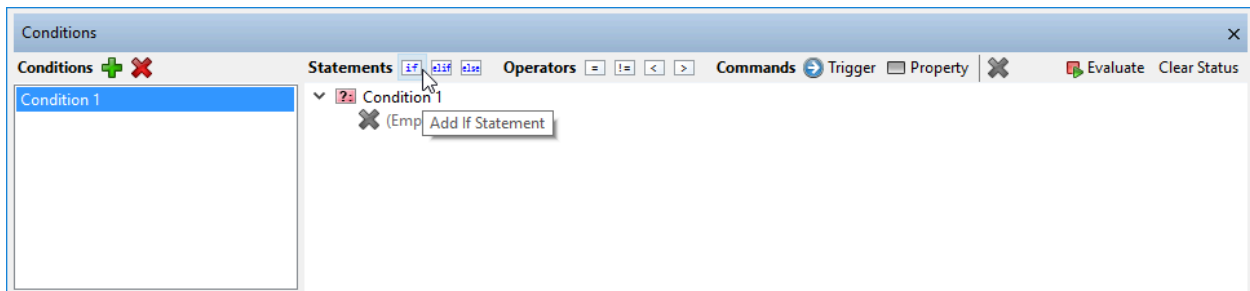 Conditions
Conditions Statements if elif else Operators = != < > Commands Trigger Property Evaluate Clear Status
Condition 1
?: Condition 1
(Emp
Add If Statement